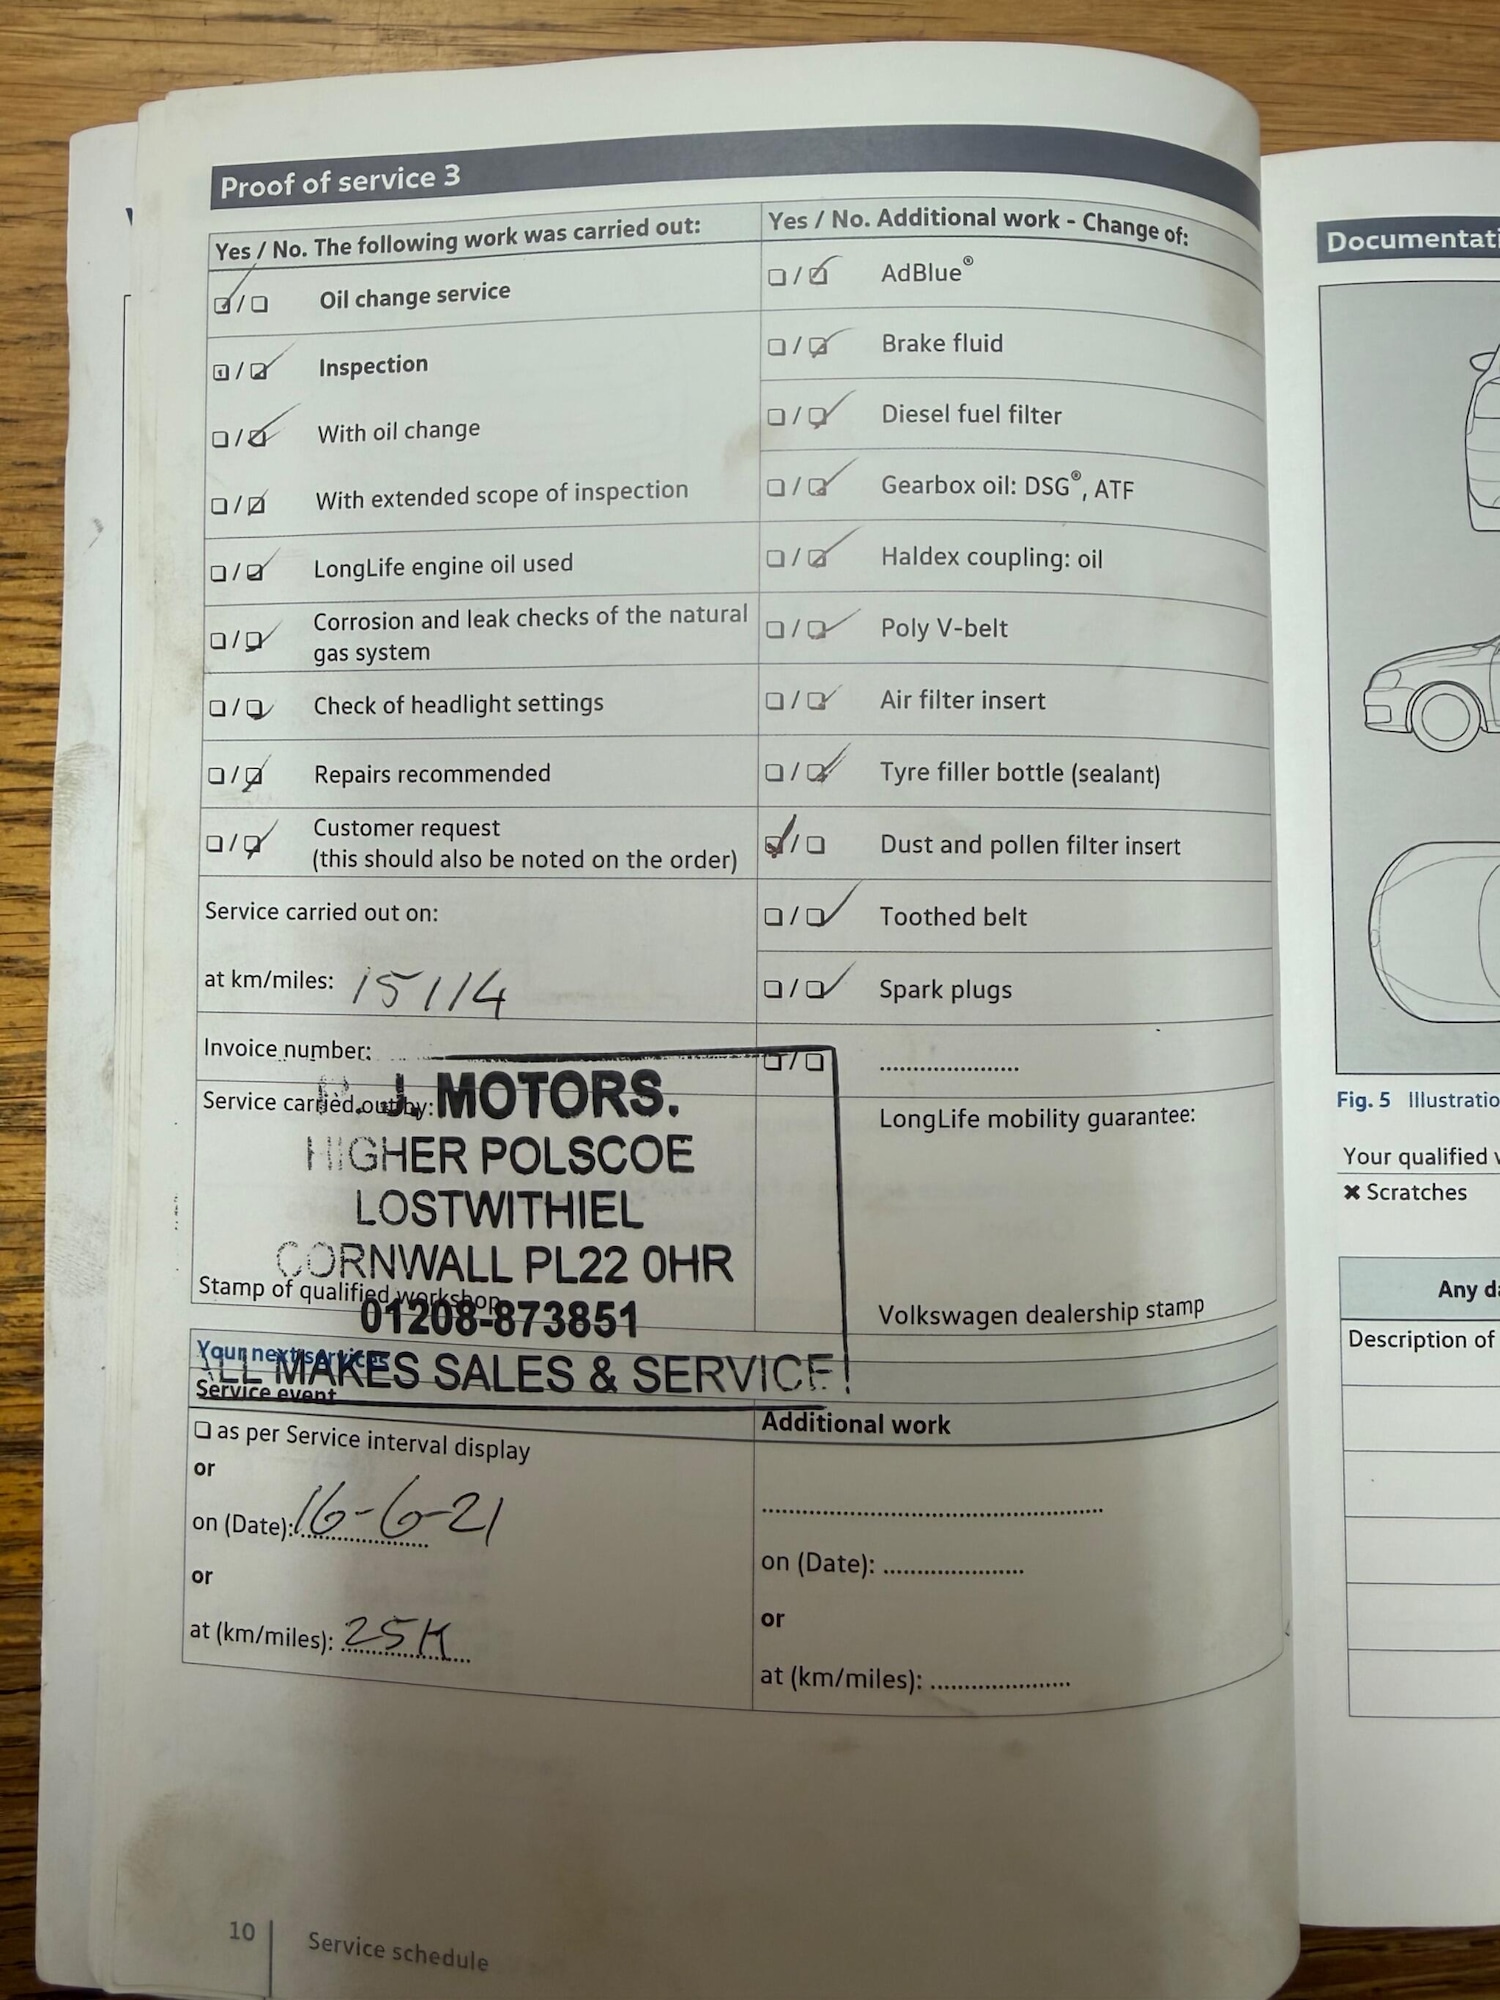 Proof of service 3
Yes / No. The following work was carried out:
☑ / ☐ Oil change service
☐ / ☑ Inspection
☐ / ☑ With oil change
☐ / ☑ With extended scope of inspection
☐ / ☑ LongLife engine oil used
☐ / ☑ Corrosion and leak checks of the natural
gas system
☐ / ☑ Check of headlight settings
☐ / ☑ Repairs recommended
☐ / ☑ Customer request
(this should also be noted on the order)
Service carried out on:
at km/miles: 15114
Invoice number:
Service carried out by:
Stamp of qualified workshop
Yes / No. Additional work - Change of:
☐ / ☑ AdBlue®
☐ / ☑ Brake fluid
☐ / ☑ Diesel fuel filter
☐ / ☑ Gearbox oil: DSG®, ATF
☐ / ☑ Haldex coupling: oil
☐ / ☑ Poly V-belt
☐ / ☑ Air filter insert
☐ / ☑ Tyre filler bottle (sealant)
☑ / ☐ Dust and pollen filter insert
☐ / ☑ Toothed belt
☐ / ☑ Spark plugs
☐ / ☐ ....................
LongLife mobility guarantee:
Volkswagen dealership stamp
J. MOTORS.
HIGHER POLSCOE
LOSTWITHIEL
CORNWALL PL22 0HR
01208-873851
ALL MAKES SALES & SERVICE!
Your next services
Service event
☐ as per Service interval display
or
on (Date): 16-6-21
or
at (km/miles): 25K
Additional work
..................................................
on (Date): ....................
or
at (km/miles): ....................
10
Service schedule
Documentati
Fig. 5 Illustratio
Your qualified
✖ Scratches
Any
Description of